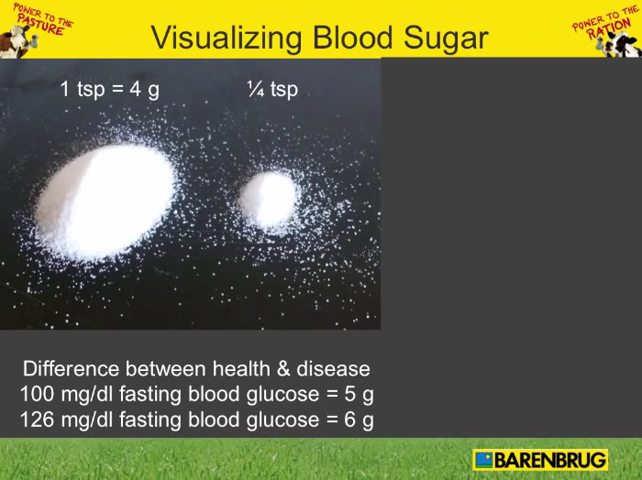 POWER TO THE
PASTURE
Visualizing Blood Sugar
POWER TO THE
RATION
1 tsp = 4 g
¼ tsp
Difference between health & disease
100 mg/dl fasting blood glucose = 5 g
126 mg/dl fasting blood glucose = 6 g
BARENBRUG